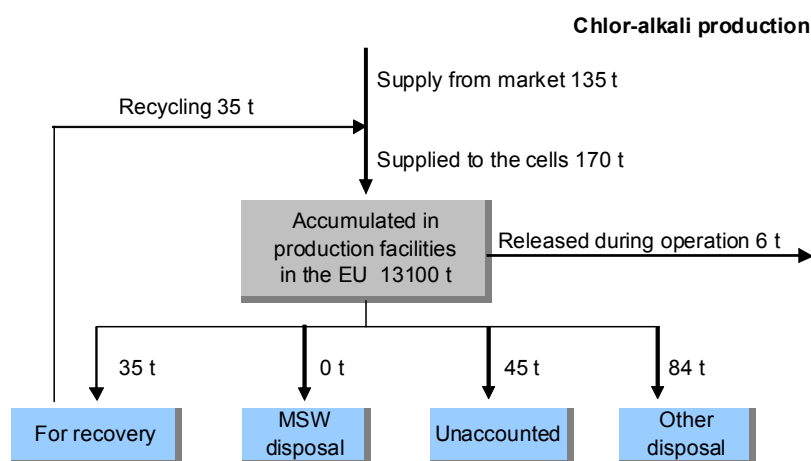 Chlor-alkali production
Supply from market 135 t
Recycling 35 t
Supplied to the cells 170 t
Accumulated in
production facilities
in the EU 13100 t
Released during operation 6 t
35 t
0 t
45 t
84 t
For recovery
MSW
disposal
Unaccounted
Other
disposal